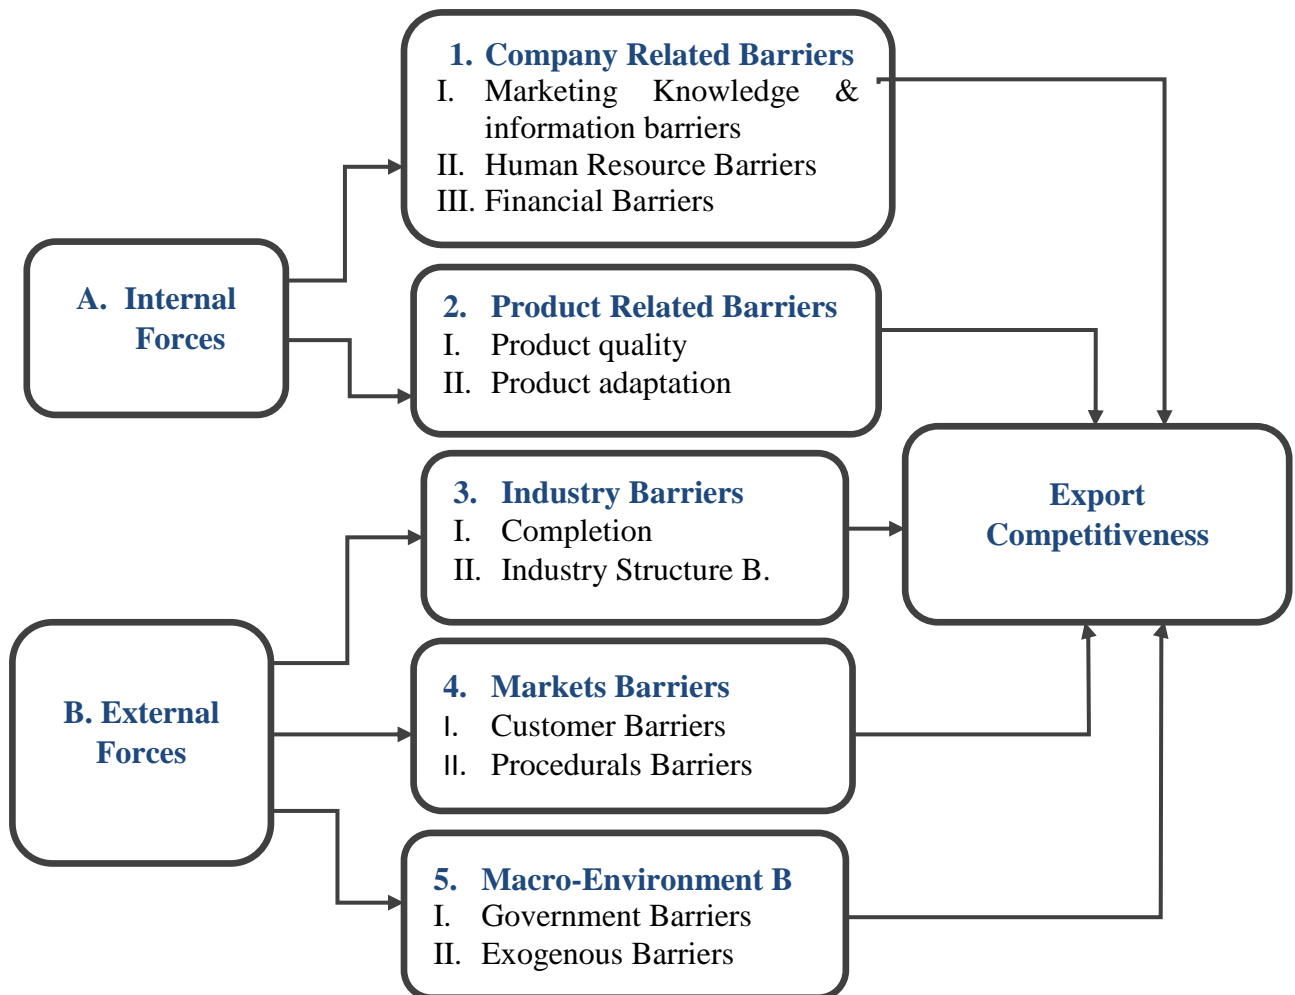 1. Company Related Barriers
I. Marketing Knowledge &
information barriers
II. Human Resource Barriers
III. Financial Barriers
A. Internal
Forces
2. Product Related Barriers
I. Product quality
II. Product adaptation
3. Industry Barriers
I. Completion
II. Industry Structure B.
Export
Competitiveness
B. External
Forces
4. Markets Barriers
I. Customer Barriers
II. Procedurals Barriers
5. Macro-Environment B
I. Government Barriers
II. Exogenous Barriers